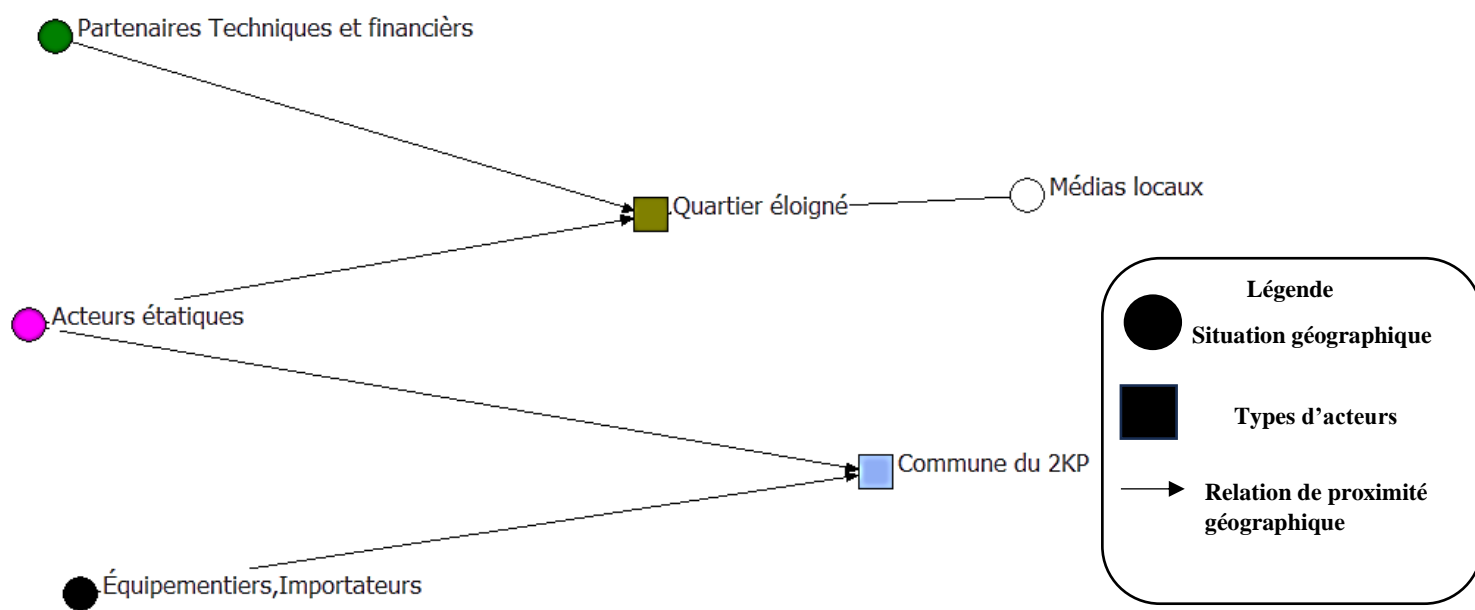 Partenaires Techniques et financièrs
Quartier éloigné
Médias locaux
Acteurs étatiques
Commune du 2KP
Équipementiers,Importateurs
Légende
Situation géographique
Types d’acteurs
Relation de proximité
géographique